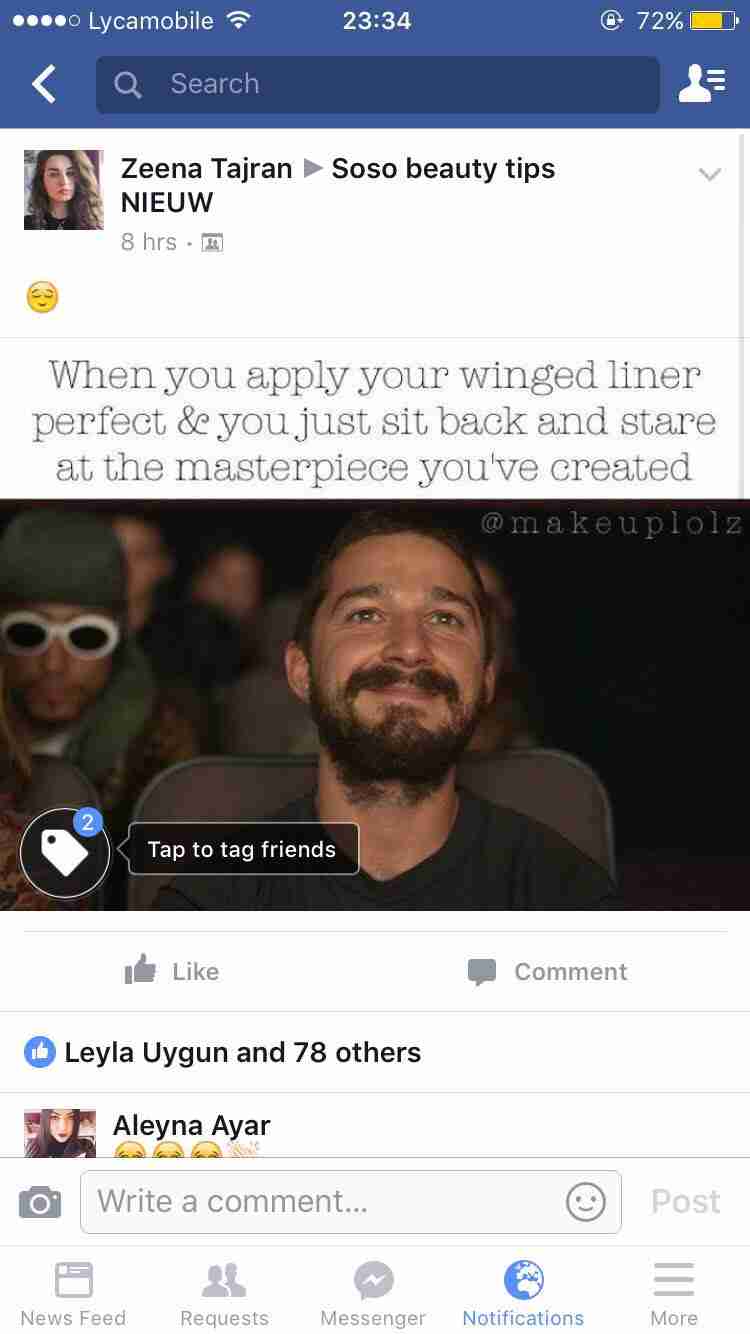 Lycamobile 23:34 72%
Search
Zeena Tajran ▶ Soso beauty tips
NIEUW
8 hrs ·
When you apply your winged liner
perfect & you just sit back and stare
at the masterpiece you've created
@makeuplolz
2
Tap to tag friends
Like Comment
Leyla Uygun and 78 others
Aleyna Ayar
Write a comment... Post
News Feed Requests Messenger Notifications More